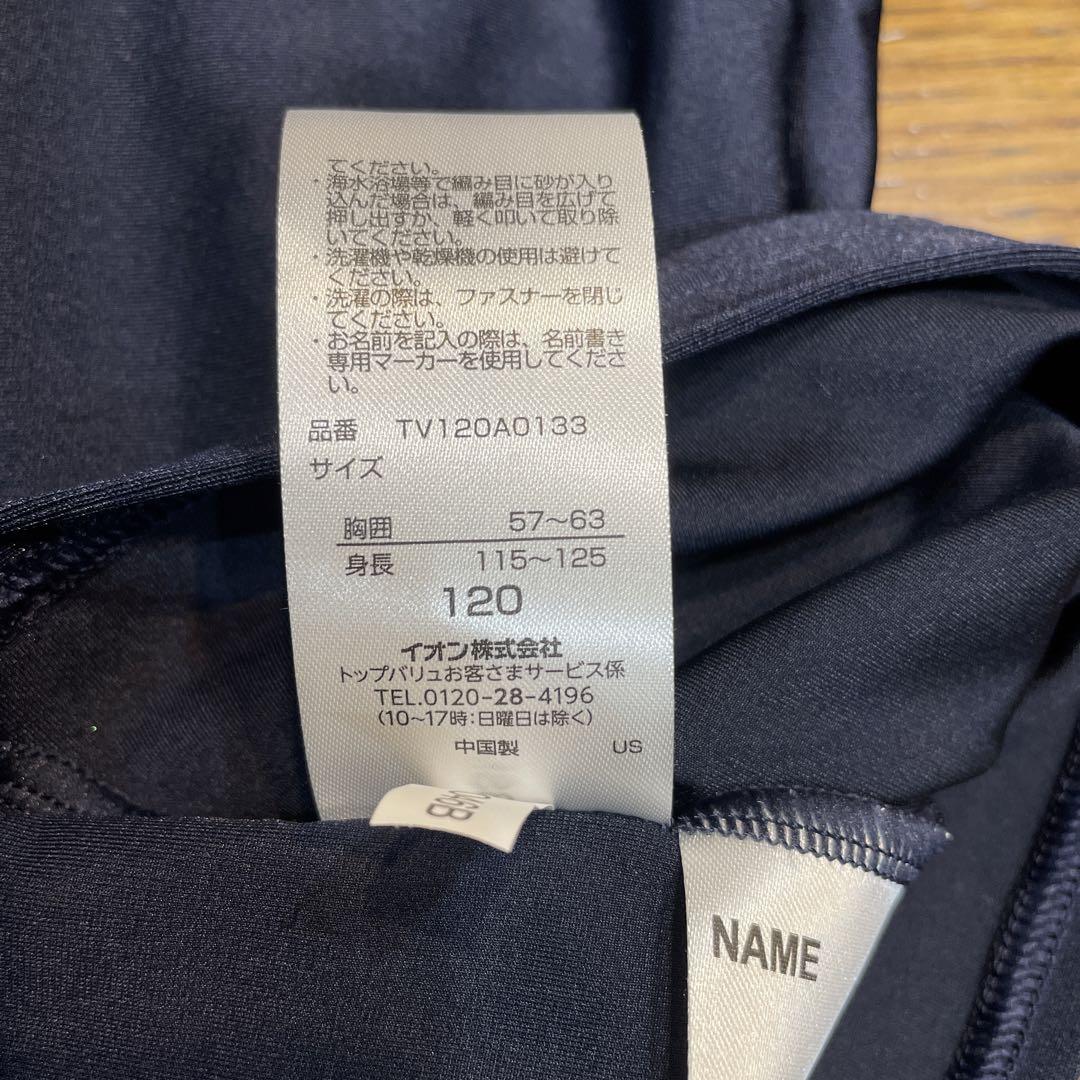 てください。
・海水浴場等で編み目に砂が入り
込んだ場合は、編み目を広げて
押し出すか、軽く叩いて取り除
いてください。
・洗濯機や乾燥機の使用は避けて
ください。
・洗濯の際は、ファスナーを閉じ
てください。
・お名前を記入の際は、名前書き
専用マーカーを使用してくださ
い。
品番 TV120A0133
サイズ
胸囲 57～63
身長 115～125
120
イオン株式会社
トップバリュお客さまサービス係
TEL.0120-28-4196
(10～17時:日曜日は除く)
中国製 US
NAME